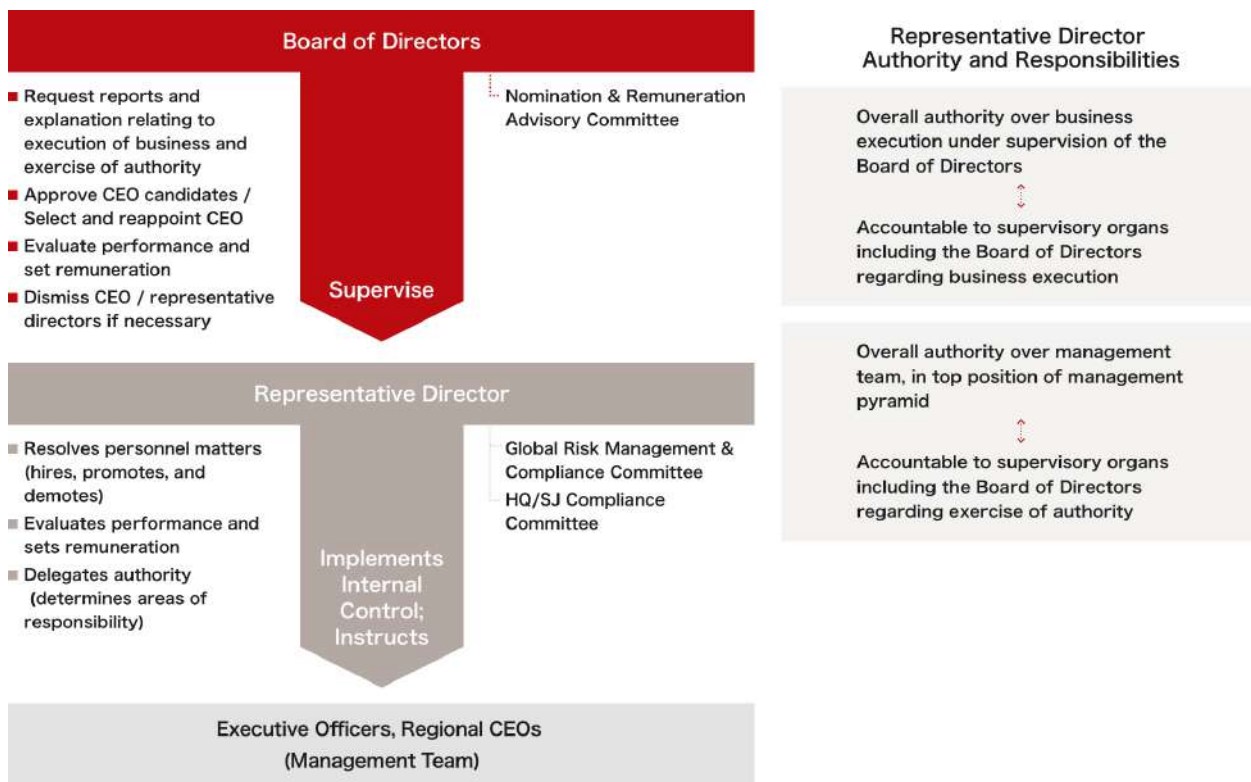 Board of Directors
Request reports and
explanation relating to
execution of business and
exercise of authority
Approve CEO candidates /
Select and reappoint CEO
Evaluate performance and
set remuneration
Dismiss CEO / representative
directors if necessary
Supervise
Nomination & Remuneration
Advisory Committee
Representative Director
Resolves personnel matters
(hires, promotes, and
demotes)
Evaluates performance and
sets remuneration
Delegates authority
(determines areas of
responsibility)
Implements
Internal
Control;
Instructs
Global Risk Management &
Compliance Committee
HQ/SJ Compliance
Committee
Executive Officers, Regional CEOs
(Management Team)
Representative Director
Authority and Responsibilities
Overall authority over business
execution under supervision of the
Board of Directors
Accountable to supervisory organs
including the Board of Directors
regarding business execution
Overall authority over management
team, in top position of management
pyramid
Accountable to supervisory organs
including the Board of Directors
regarding exercise of authority